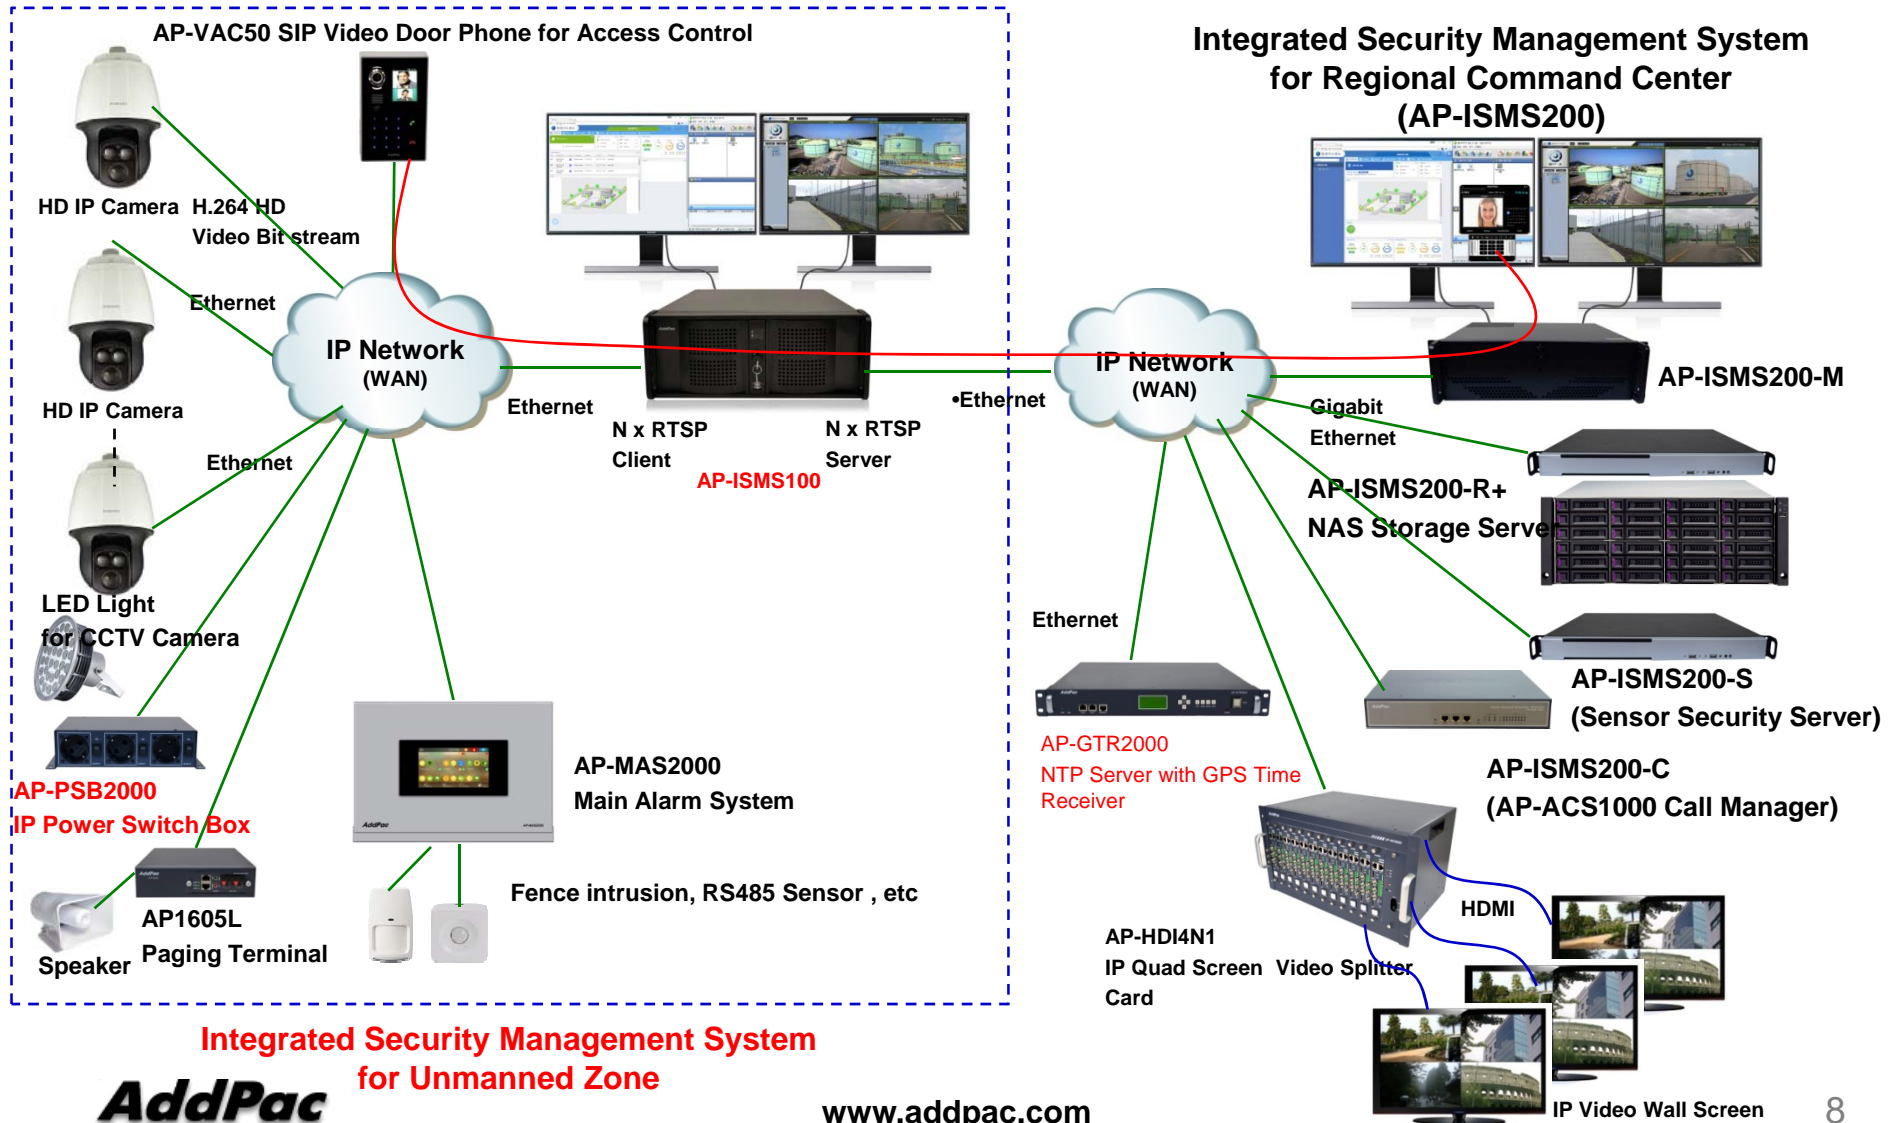 AP-VAC50 SIP Video Door Phone for Access Control
Integrated Security Management System
for Regional Command Center
(AP-ISMS200)
HD IP Camera
H.264 HD
Video Bit stream
Ethernet
IP Network
(WAN)
HD IP Camera
Ethernet
Ethernet
N x RTSP
Client
N x RTSP
Server
AP-ISMS100
•Ethernet
IP Network
(WAN)
AP-ISMS200-M
Gigabit
Ethernet
AP-ISMS200-R+
NAS Storage Server
LED Light
for CCTV Camera
Ethernet
AP-ISMS200-S
(Sensor Security Server)
AddPac
AP-GTR2000
NTP Server with GPS Time
Receiver
AP-ISMS200-C
(AP-ACS1000 Call Manager)
AP-PSB2000
IP Power Switch Box
AP-MAS2000
Main Alarm System
AddPac
AddPac
AP1605L
Paging Terminal
Speaker
Fence intrusion, RS485 Sensor , etc
HDMI
AP-HDI4N1
IP Quad Screen  Video Splitter
Card
IP Video Wall Screen
Integrated Security Management System
for Unmanned Zone
AddPac
www.addpac.com
8